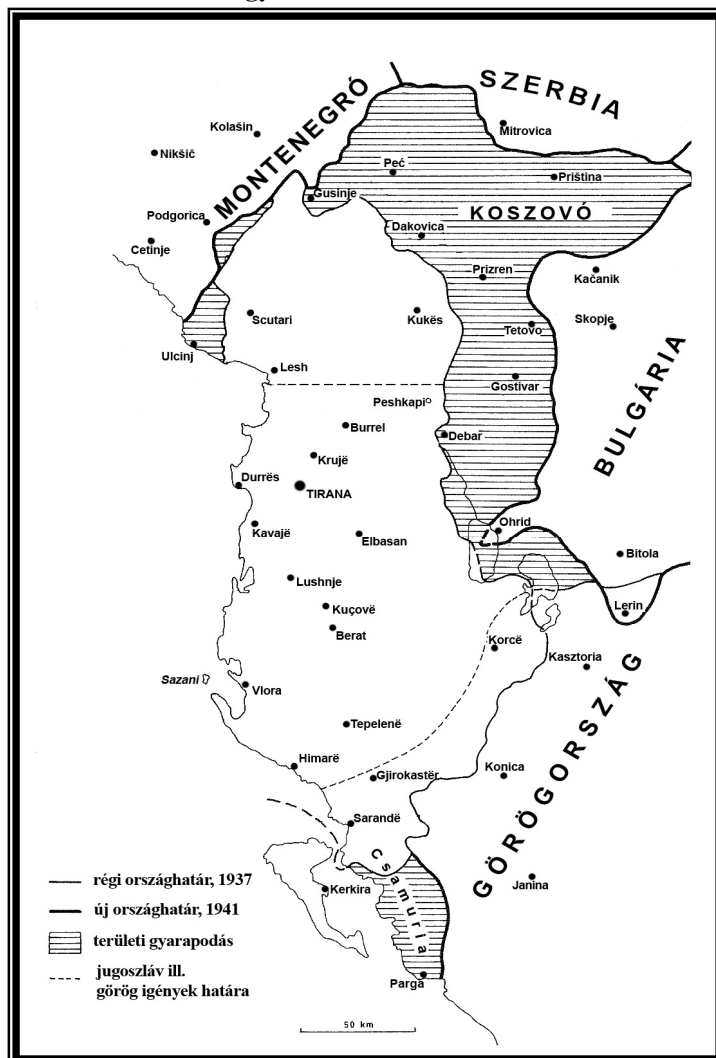 SZERBIA
Kolašin
Mitrovica
Nikšič
MONTENEGRÓ
Peć
Priština
Gusinje
Podgorica
KOSZOVÓ
Dakovica
Cetinje
Prizren
Kačanik
Scutari
Kukës
Tetovo
Skopje
Ulcinj
Lesh
Gostivar
BULGÁRIA
Peshkapi
Burrel
Debar
Krujë
Durrës
TIRANA
Kavajë
Elbasan
Ohrid
Bitola
Lushnje
Kuçovë
Lerin
Berat
Korcë
Kasztoria
Sazani
Vlora
Tepelenë
GÖRÖGORSZÁG
Himarë
Gjirokastër
Konica
Sarandë
Csamuria
Kerkira
Janina
Parga
régi országhatár, 1937
új országhatár, 1941
területi gyarapodás
jugoszláv ill.
görög igények határa
50 km